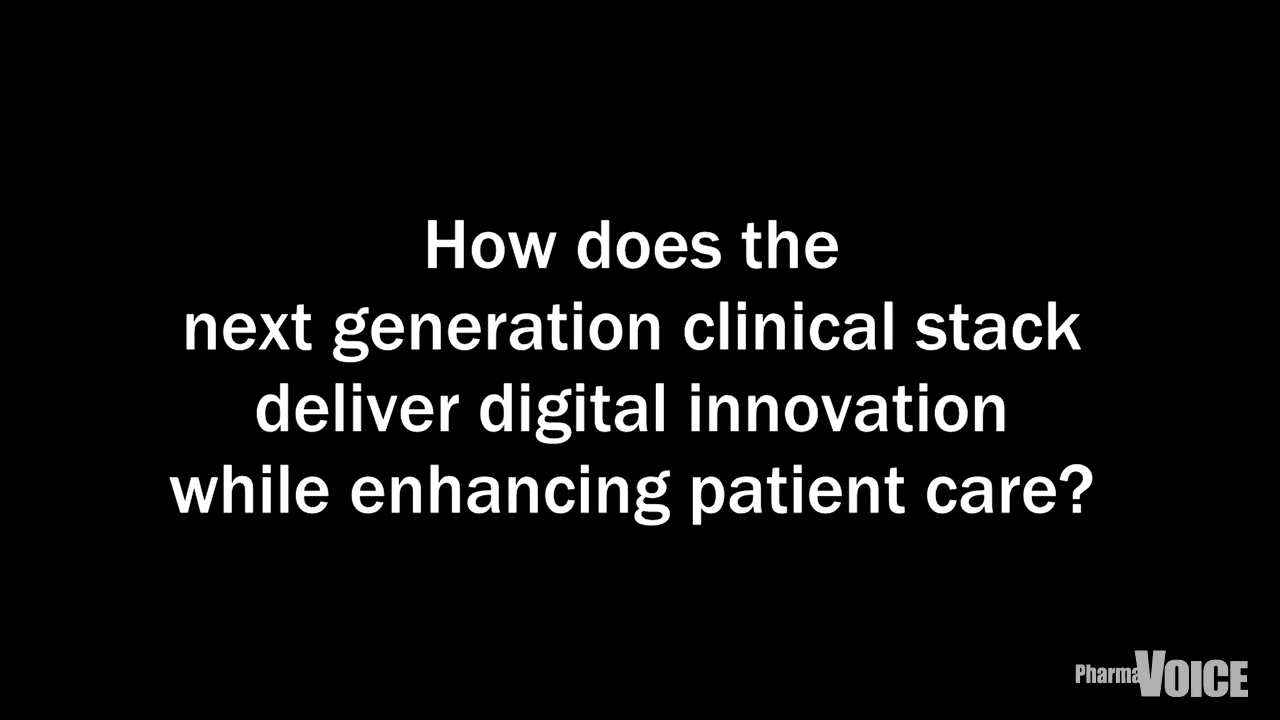 How does the
next generation clinical stack
deliver digital innovation
while enhancing patient care?
PharmaVOICE